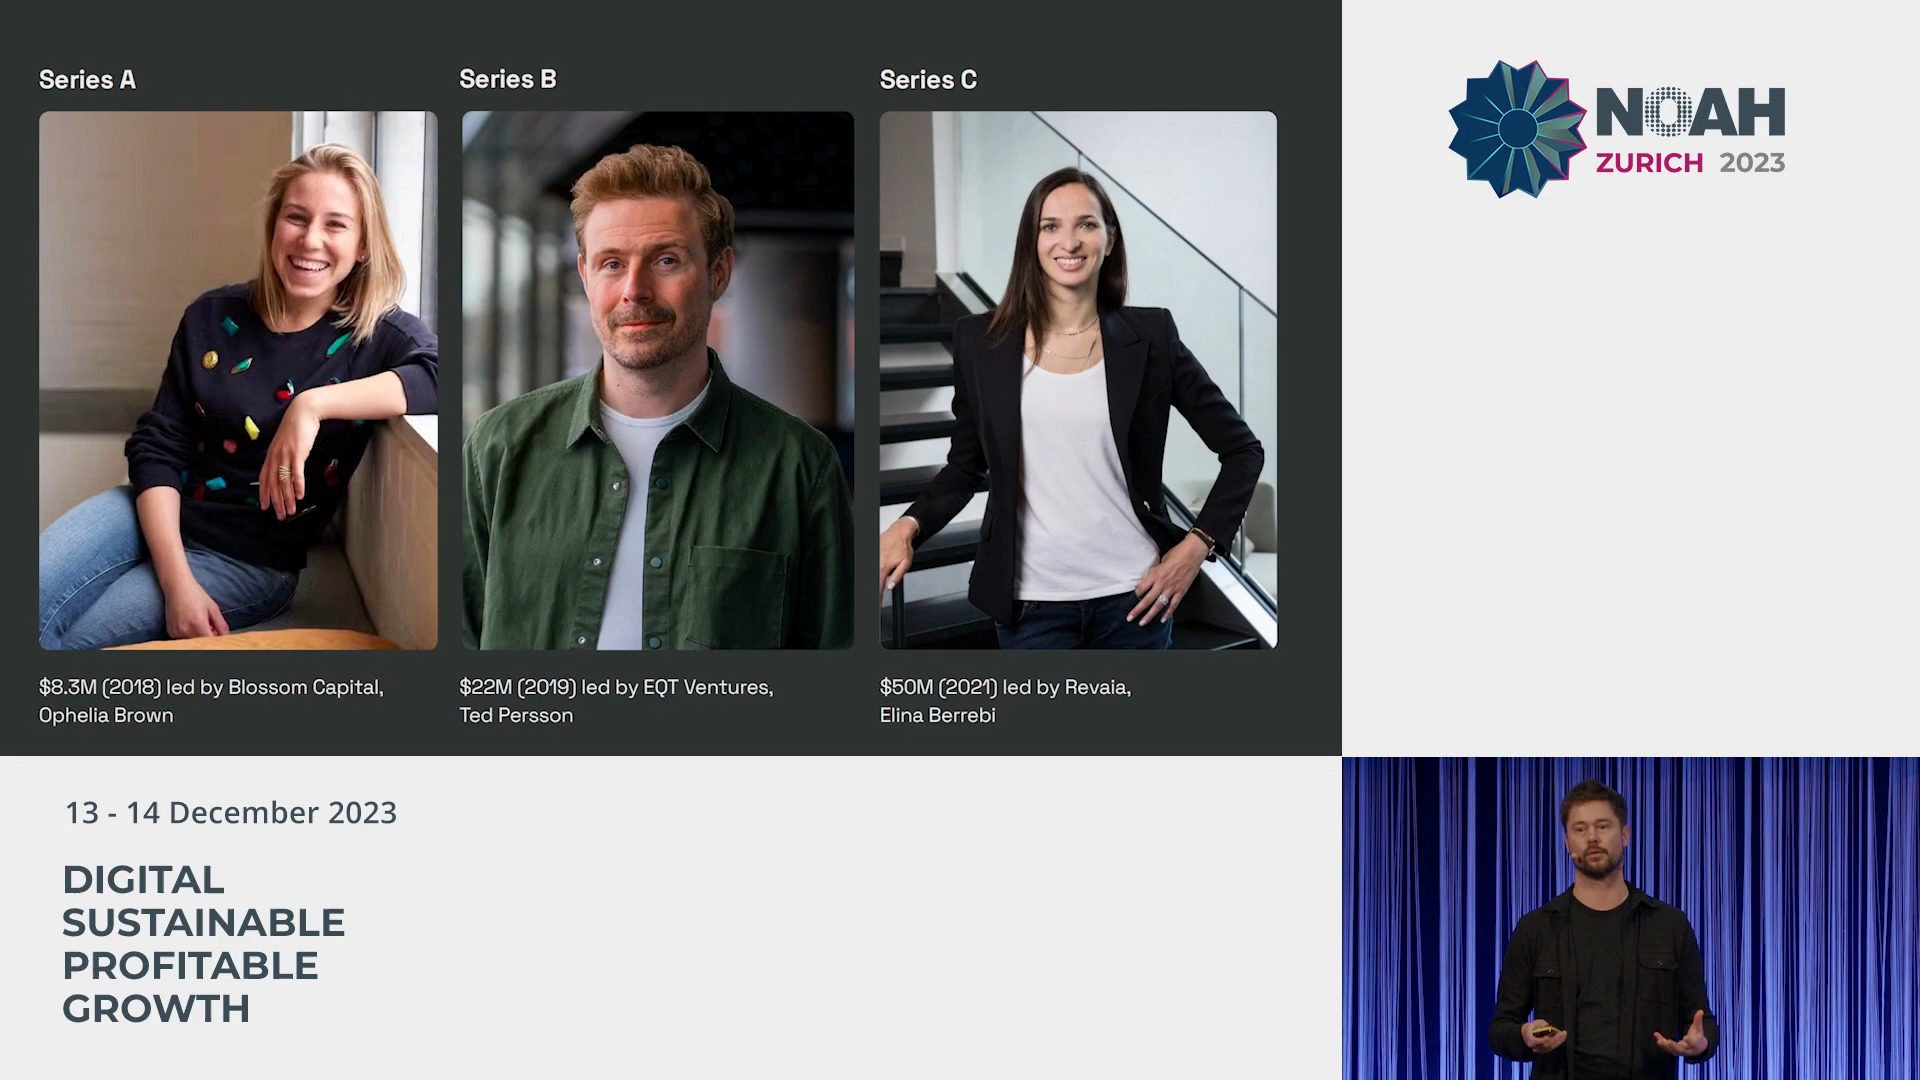 Series A
Series B
Series C
$8.3M (2018) led by Blossom Capital,
Ophelia Brown
$22M (2019) led by EQT Ventures,
Ted Persson
$50M (2021) led by Revaia,
Elina Berrebi
NOAH
ZURICH 2023
13 - 14 December 2023
DIGITAL
SUSTAINABLE
PROFITABLE
GROWTH